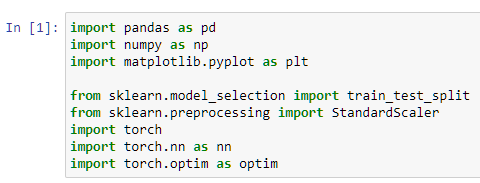 In [1]: import pandas as pd
import numpy as np
import matplotlib.pyplot as plt
from sklearn.model_selection import train_test_split
from sklearn.preprocessing import StandardScaler
import torch
import torch.nn as nn
import torch.optim as optim